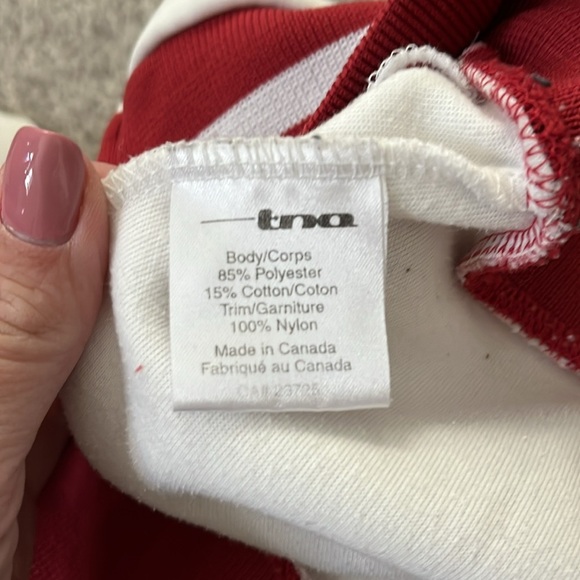 tna
Body/Corps
85% Polyester
15% Cotton/Coton
Trim/Garniture
100% Nylon
Made in Canada
Fabriqué au Canada
CA# 23725